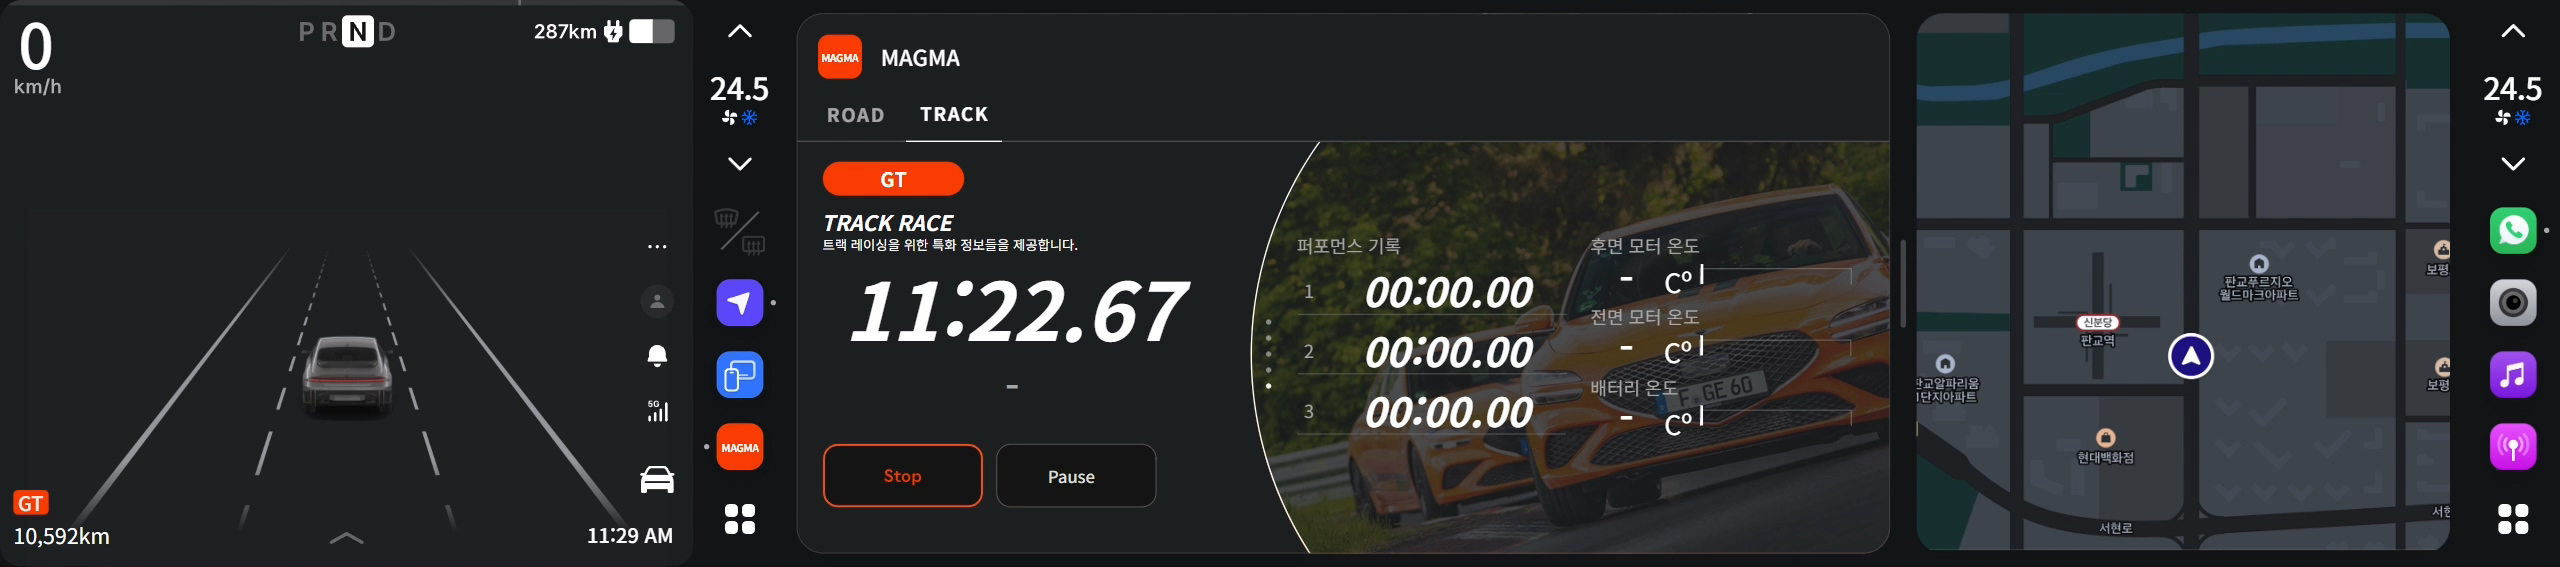 0
km/h
P R N D
287km
5G
GT
10,592km
11:29 AM
24.5
MAGMA
MAGMA
MAGMA
ROAD
TRACK
GT
TRACK RACE
트랙 레이싱을 위한 특화 정보들을 제공합니다.
11:22.67
-
Stop
Pause
퍼포먼스 기록
1 00:00.00
2 00:00.00
3 00:00.00
후면 모터 온도
- Cº
전면 모터 온도
- Cº
배터리 온도
- Cº
F GE 60
판교푸르지오
월드마크아파트
신분당
판교역
현대백화점
판교알파리움
1단지아파트
보평
보평
서현로
서현
24.5